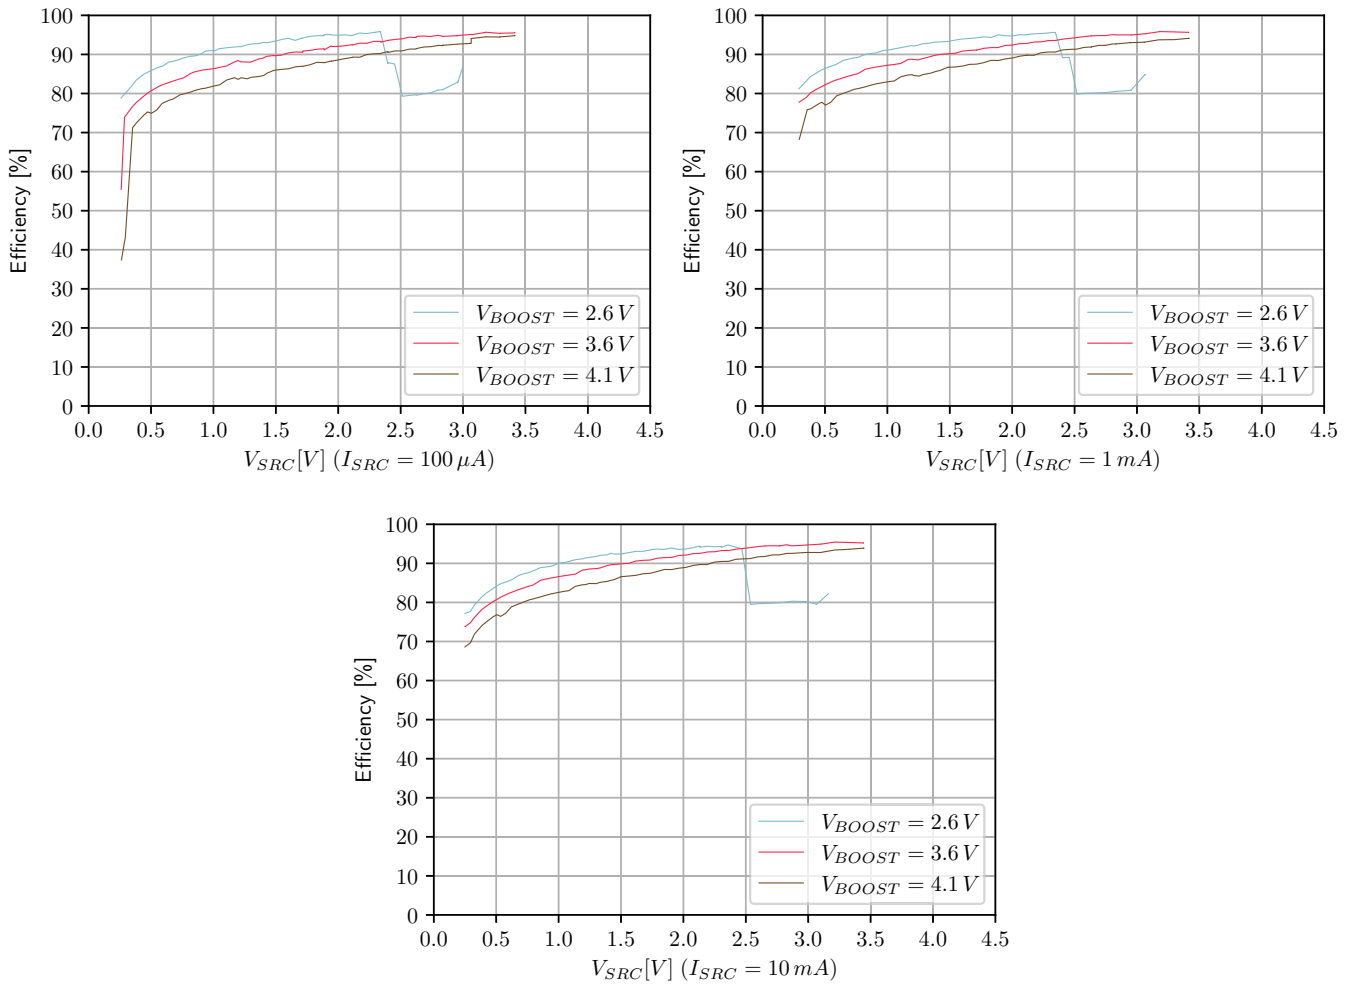 100
90
80
70
60
50
40
30
20
10
0
Efficiency [%]
V_BOOST = 2.6 V
V_BOOST = 3.6 V
V_BOOST = 4.1 V
0.0 0.5 1.0 1.5 2.0 2.5 3.0 3.5 4.0 4.5
V_SRC[V] (I_SRC = 100 μA)
100
90
80
70
60
50
40
30
20
10
0
Efficiency [%]
V_BOOST = 2.6 V
V_BOOST = 3.6 V
V_BOOST = 4.1 V
0.0 0.5 1.0 1.5 2.0 2.5 3.0 3.5 4.0 4.5
V_SRC[V] (I_SRC = 1 mA)
100
90
80
70
60
50
40
30
20
10
0
Efficiency [%]
V_BOOST = 2.6 V
V_BOOST = 3.6 V
V_BOOST = 4.1 V
0.0 0.5 1.0 1.5 2.0 2.5 3.0 3.5 4.0 4.5
V_SRC[V] (I_SRC = 10 mA)